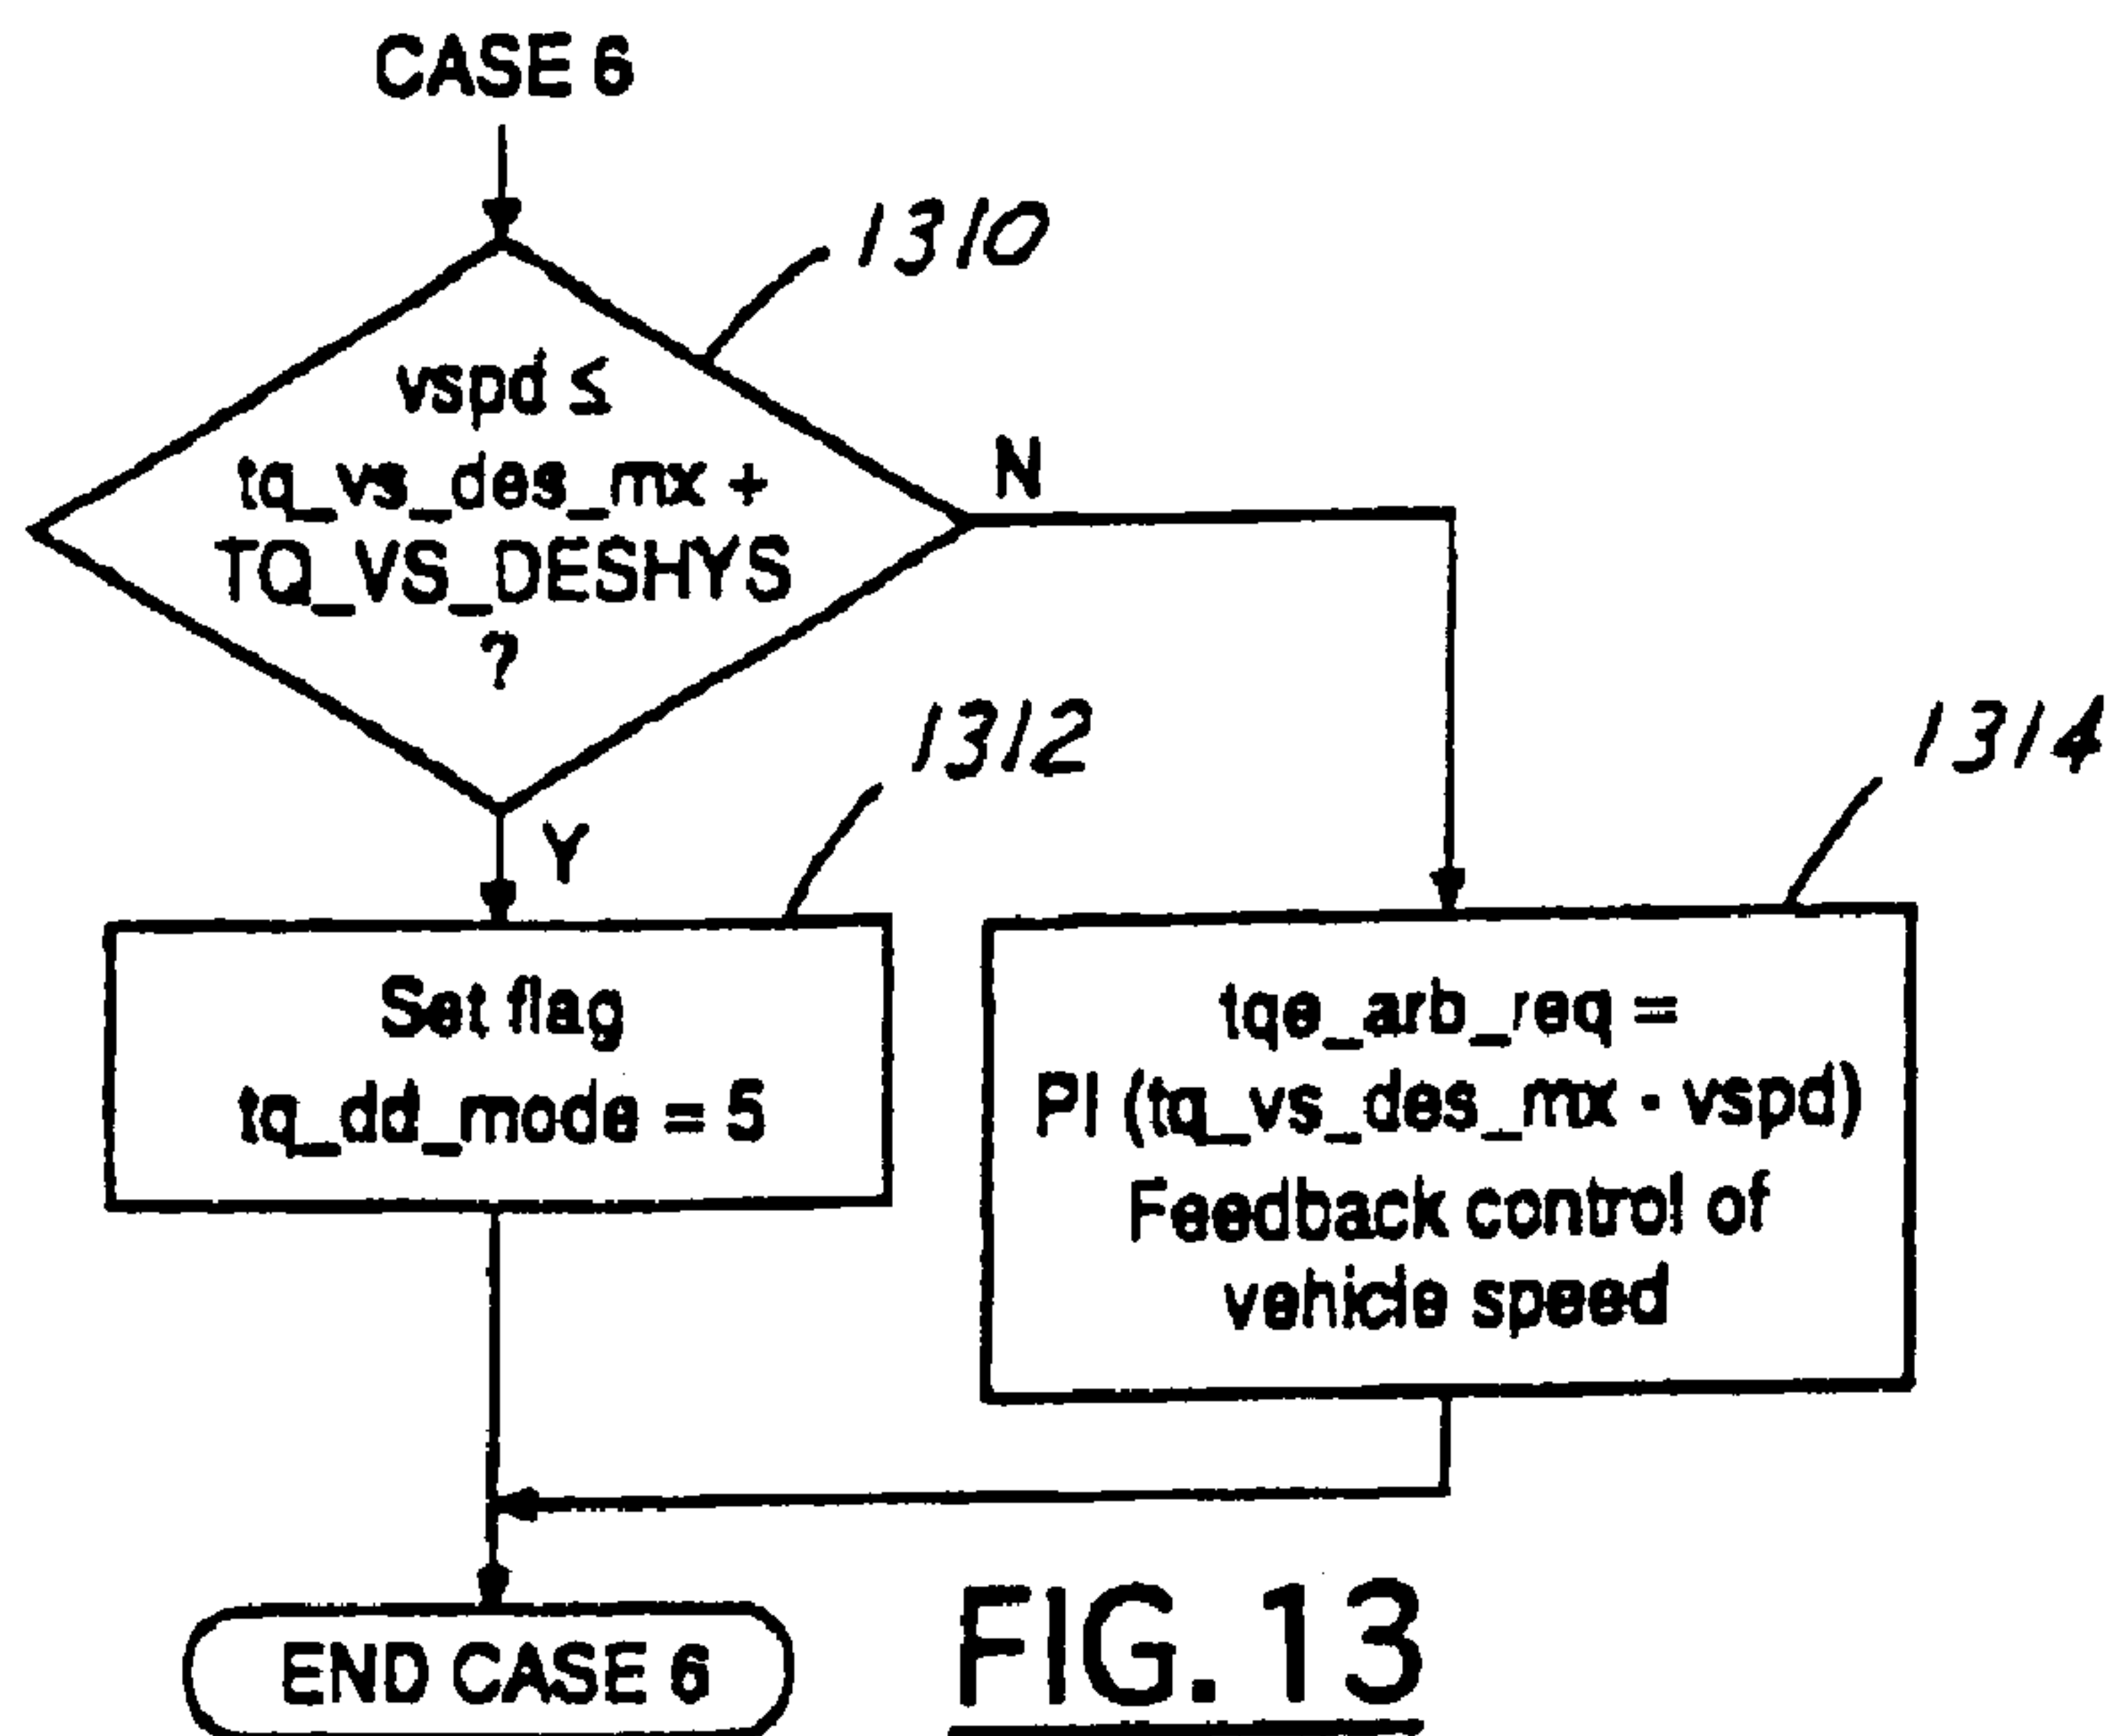 CASE 6
1310
vspd ≤
tq_vs_des_mx +
TQ_VS_DESHYS
?
N
1312
1314
Y
Set flag
tq_dd_mode = 5
tqe_arb_req =
PI (tq_vs_des_mx - vspd)
Feedback control of
vehicle speed
END CASE 6
FIG. 13